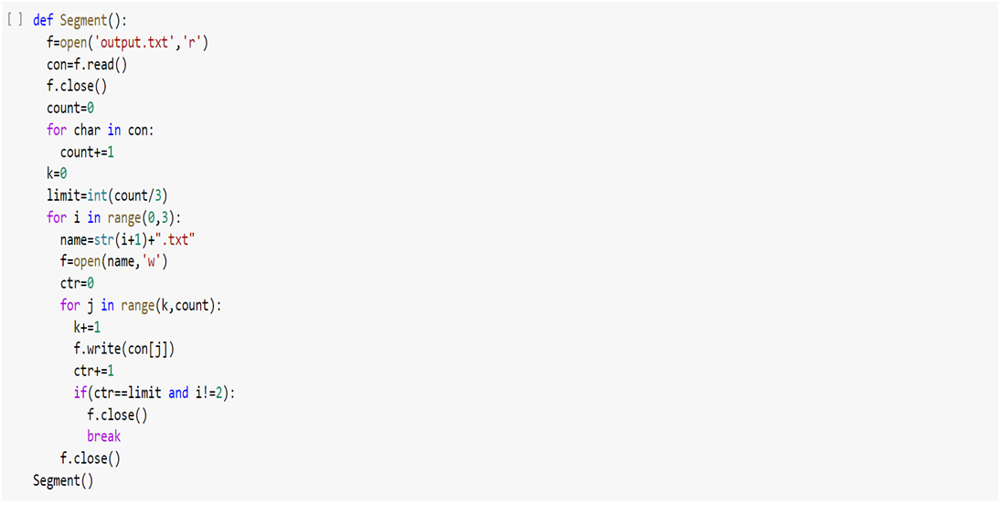 [ ] def Segment():
  f=open('output.txt','r')
  con=f.read()
  f.close()
  count=0
  for char in con:
    count+=1
  k=0
  limit=int(count/3)
  for i in range(0,3):
    name=str(i+1)+".txt"
    f=open(name,'w')
    ctr=0
    for j in range(k,count):
      k+=1
      f.write(con[j])
      ctr+=1
      if(ctr==limit and i!=2):
        f.close()
        break
    f.close()
Segment()